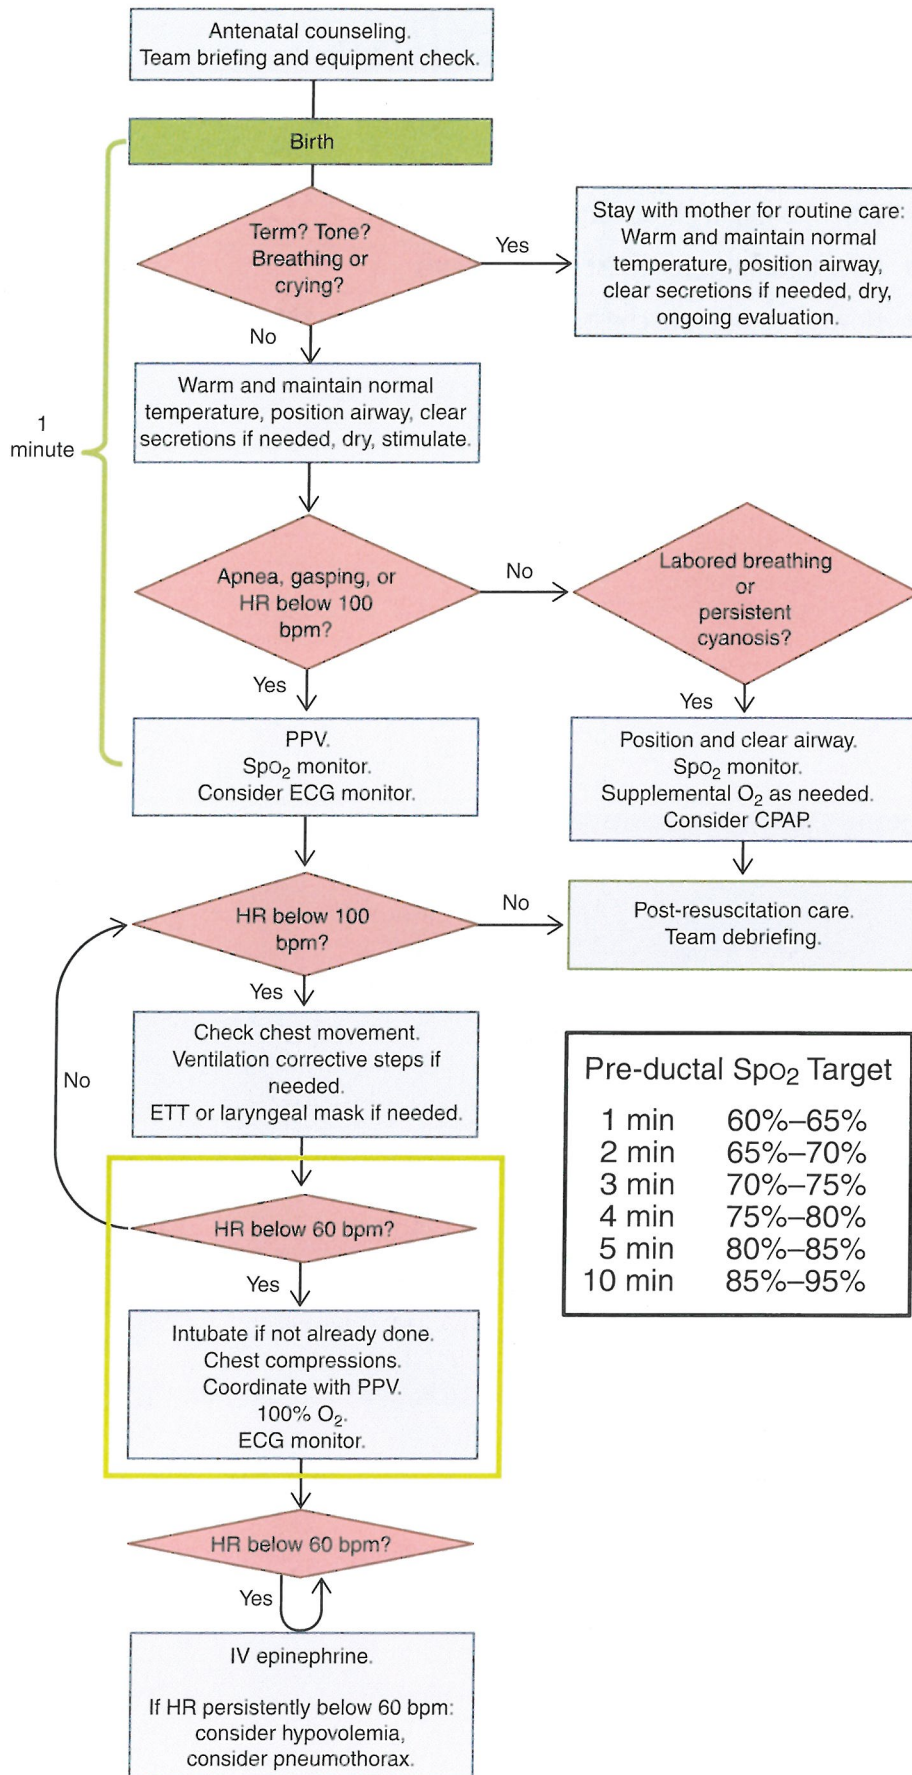 Antenatal counseling.
Team briefing and equipment check.
Birth
Term? Tone?
Breathing or
crying?
Yes
Stay with mother for routine care:
Warm and maintain normal
temperature, position airway,
clear secretions if needed, dry,
ongoing evaluation.
No
Warm and maintain normal
temperature, position airway, clear
secretions if needed, dry, stimulate.
1
minute
Apnea, gasping, or
HR below 100
bpm?
No
Labored breathing
or
persistent
cyanosis?
Yes
Yes
PPV.
SpO₂ monitor.
Consider ECG monitor.
Position and clear airway.
SpO₂ monitor.
Supplemental O₂ as needed.
Consider CPAP.
HR below 100
bpm?
No
Post-resuscitation care.
Team debriefing.
Yes
Check chest movement.
Ventilation corrective steps if
needed.
ETT or laryngeal mask if needed.
No
Pre-ductal SpO₂ Target
1 min 60%–65%
2 min 65%–70%
3 min 70%–75%
4 min 75%–80%
5 min 80%–85%
10 min 85%–95%
HR below 60 bpm?
Yes
Intubate if not already done.
Chest compressions.
Coordinate with PPV.
100% O₂.
ECG monitor.
HR below 60 bpm?
Yes
IV epinephrine.
If HR persistently below 60 bpm:
consider hypovolemia,
consider pneumothorax.